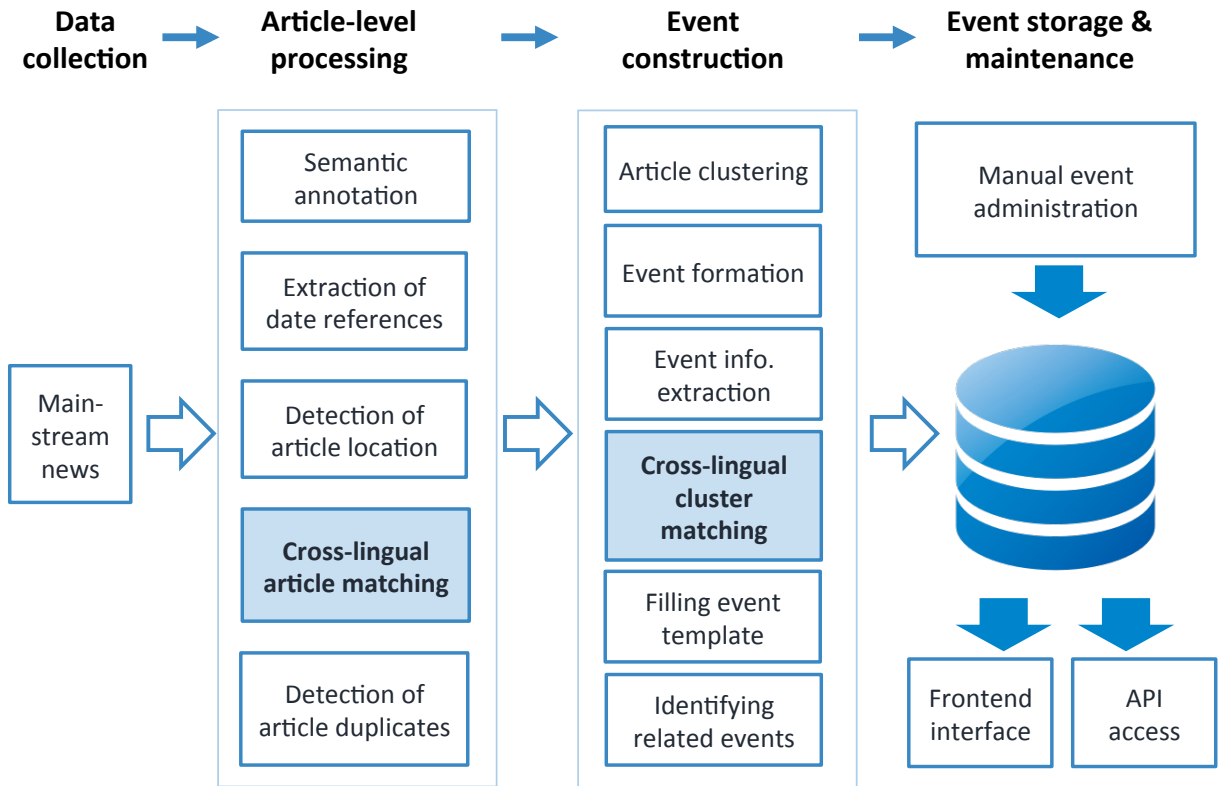 Data
collection
Article-level
processing
Event
construction
Event storage &
maintenance
Main-
stream
news
Semantic
annotation
Extraction of
date references
Detection of
article location
Cross-lingual
article matching
Detection of
article duplicates
Article clustering
Event formation
Event info.
extraction
Cross-lingual
cluster
matching
Filling event
template
Identifying
related events
Manual event
administration
Frontend
interface
API
access